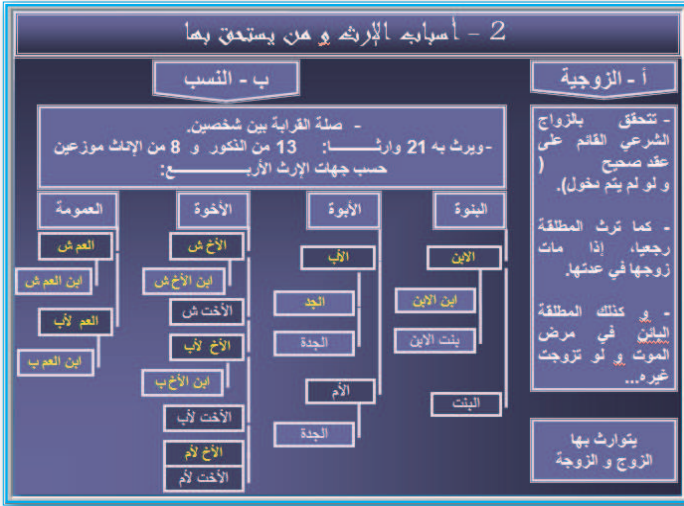 2 - أسباب الإرث و من يستحق بها
أ - الزوجية
- تتحقق بالزواج
الشرعي القائم على
عقد صحيح (
و لو لم يتم دخول).
- كما ترث المطلقة
رجعيا، إذا مات
زوجها في عدتها.
- و كذلك المطلقة
البائن في مرض
الموت و لو تزوجت
غيره...
يتوارث بها
الزوج و الزوجة
ب - النسب
- صلة القرابة بين شخصين.
-ويرث به 21 وارثـــــــا: 13 من الذكور و 8 من الإناث موزعين
حسب جهات الإرث الأربـــــــــع:
البنوة
الابن
ابن الابن
بنت الابن
البنت
الأبوة
الأب
الجد
الجدة
الأم
الجدة
الأخوة
الأخ ش
ابن الأخ ش
الأخت ش
الأخ لأب
ابن الأخ ب
الأخت لأب
الأخ لأم
الأخت لأم
العمومة
العم ش
ابن العم ش
العم لأب
ابن العم ب